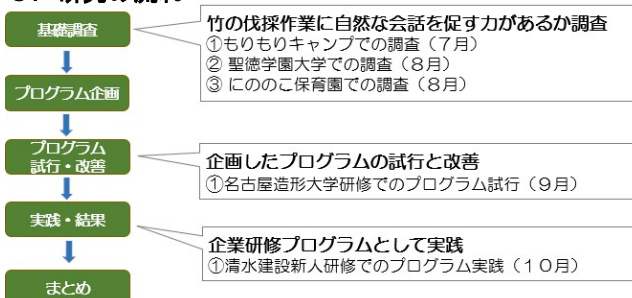 基礎調査
竹の伐採作業に自然な会話を促す力があるか調査
①もりもりキャンプでの調査（７月）
② 聖徳学園大学での調査（８月）
③ にののこ保育園での調査（８月）
プログラム企画
プログラム
試行・改善
企画したプログラムの試行と改善
①名古屋造形大学研修でのプログラム試行（９月）
実践・結果
企業研修プログラムとして実践
①清水建設新人研修でのプログラム実践（１０月）
まとめ